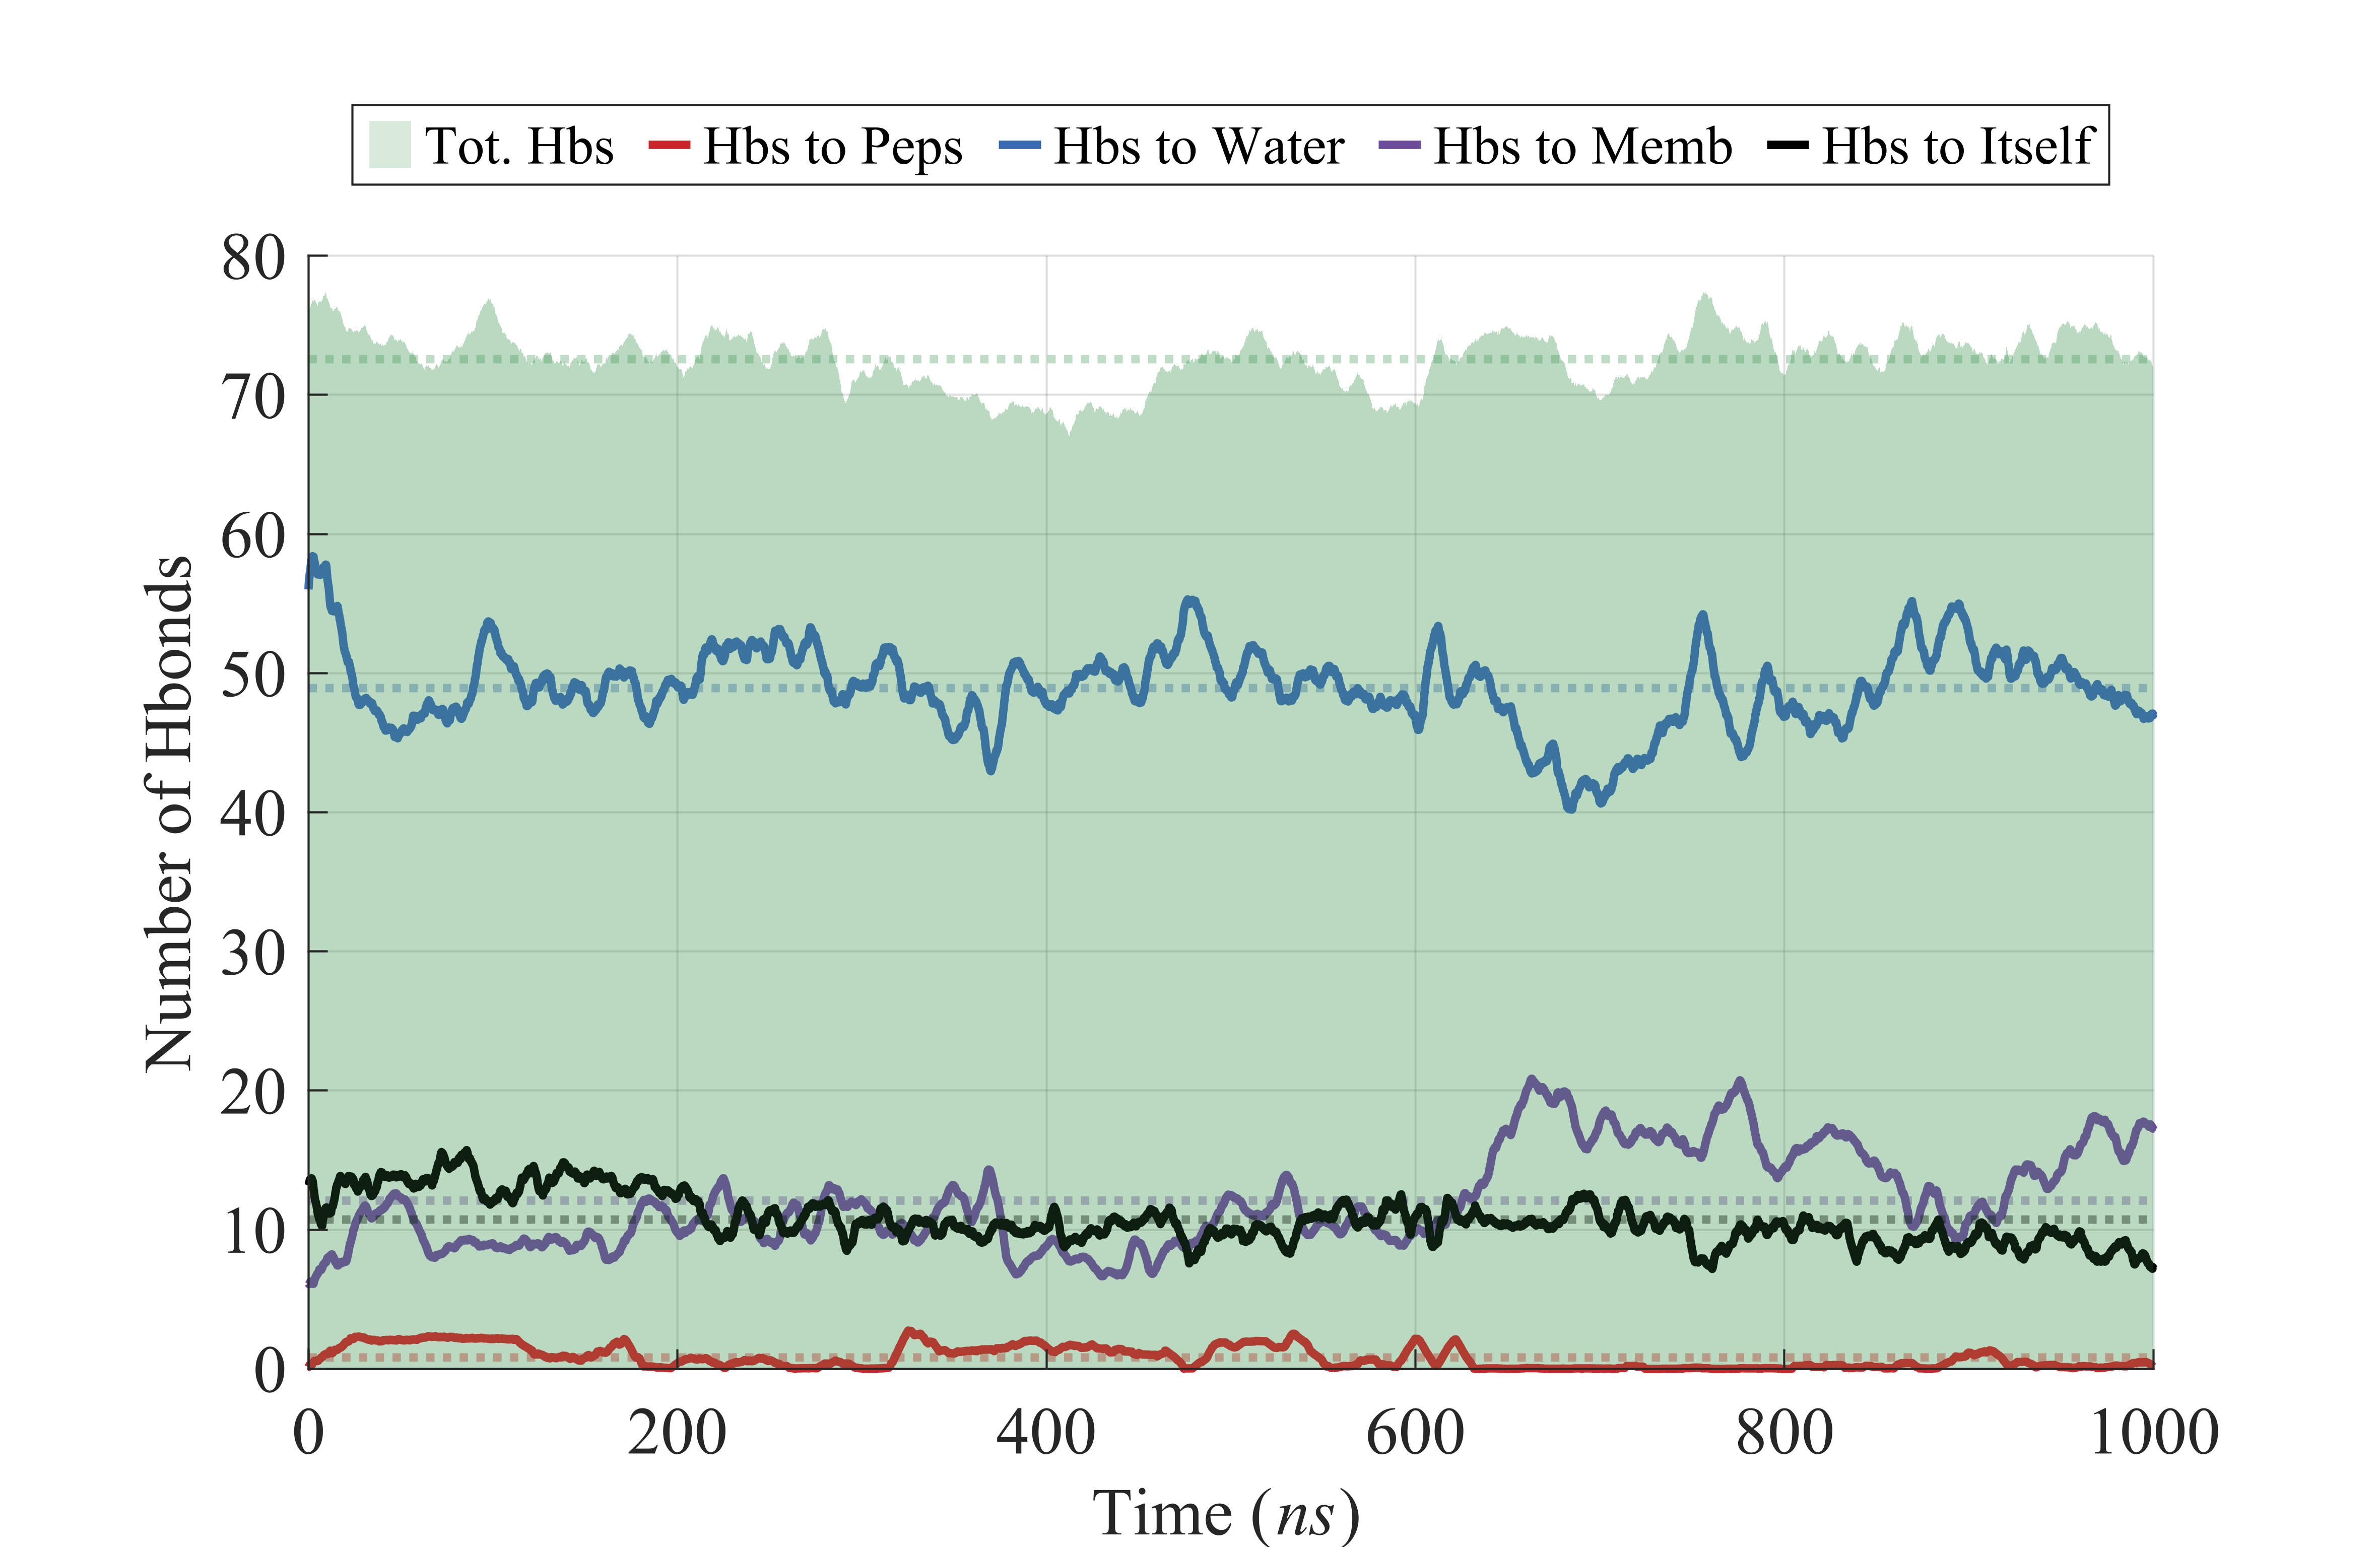 Tot. Hbs Hbs to Peps Hbs to Water Hbs to Memb Hbs to Itself
80
70
60
50
40
30
20
10
0
Number of Hbonds
0 200 400 600 800 1000
Time (ns)